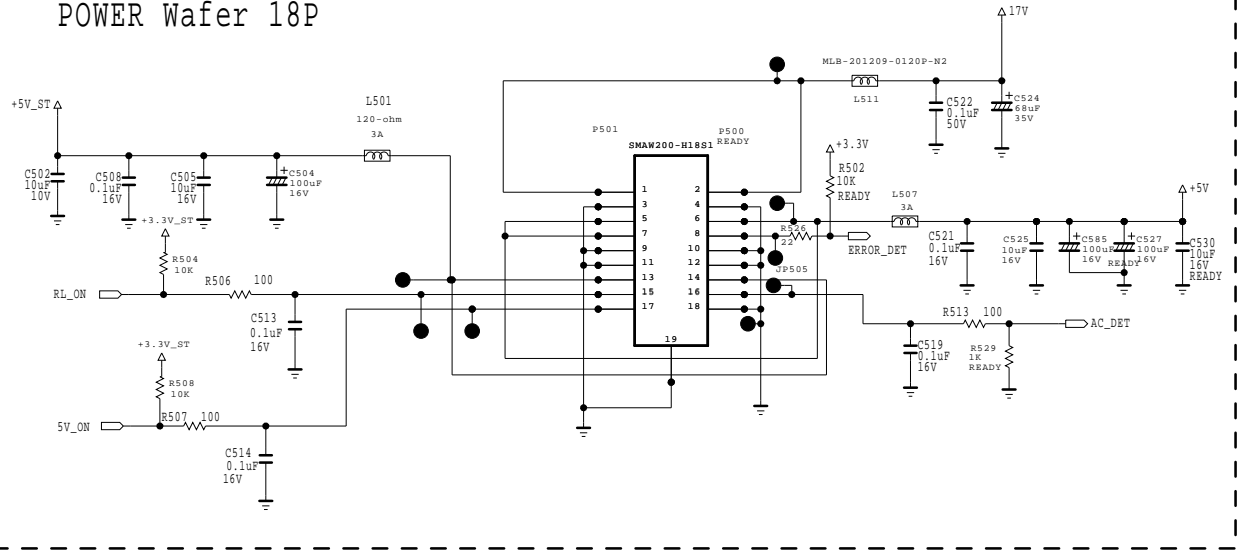 POWER Wafer 18P
17V
MLB-201209-0120P-N2
L511
C522
0.1uF
50V
C524
68uF
35V
+5V_ST
L501
120-ohm
3A
C502
10uF
10V
C508
0.1uF
16V
C505
10uF
16V
C504
100uF
16V
P501
P500
READY
SMAW200-H18S1
1
2
3
4
5
6
7
8
9
10
11
12
13
14
15
16
17
18
19
+3.3V
R502
10K
READY
R526
22
ERROR_DET
JP505
L507
3A
+5V
C521
0.1uF
16V
C525
10uF
16V
C585
100uF
16V
C527
100uF
16V
READY
C530
10uF
16V
READY
+3.3V_ST
R504
10K
RL_ON
R506
100
C513
0.1uF
16V
+3.3V_ST
R508
10K
5V_ON
R507
100
C514
0.1uF
16V
R513
100
AC_DET
C519
0.1uF
16V
R529
1K
READY